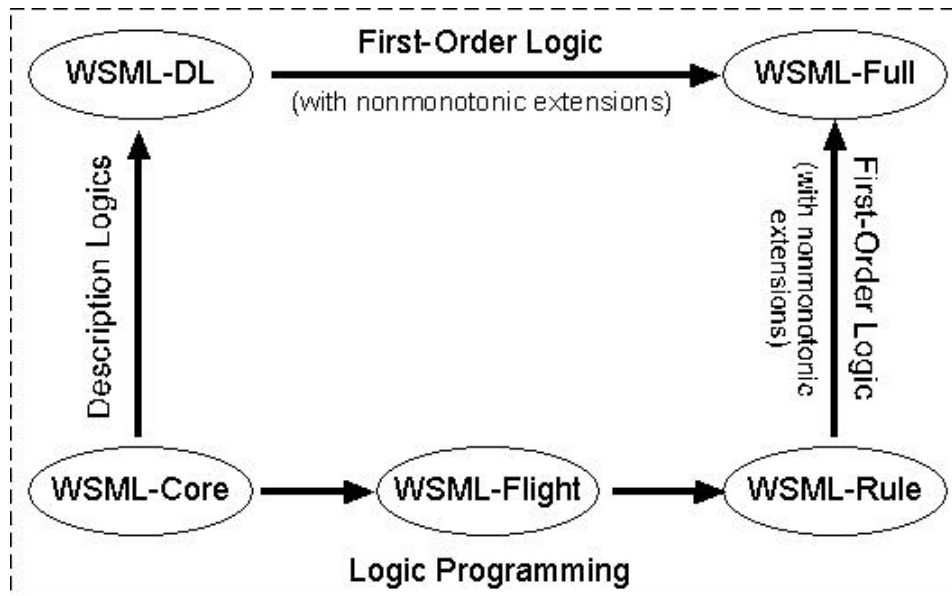 First-Order Logic
WSML-DL
WSML-Full
(with nonmonotonic extensions)
Description Logics
First-Order Logic
(with nonmonotonic
extensions)
WSML-Core
WSML-Flight
WSML-Rule
Logic Programming